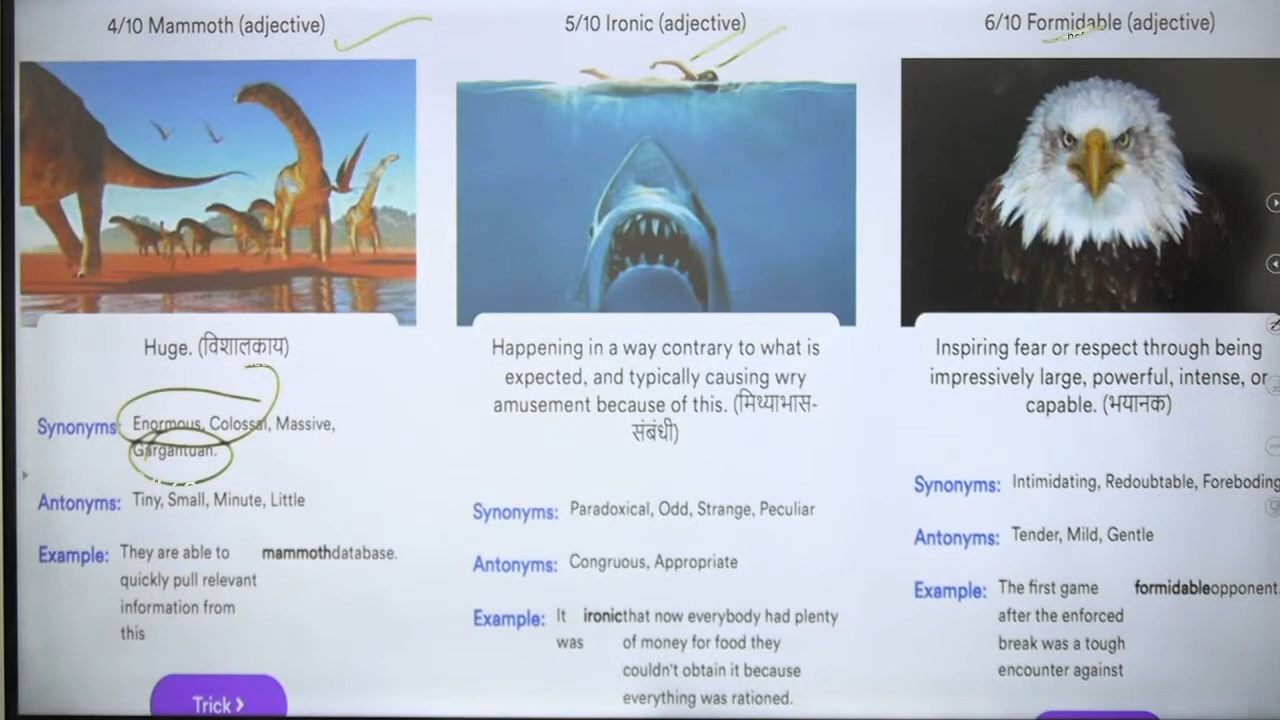 4/10 Mammoth (adjective)
Huge. (विशालकाय)
Synonyms: Enormous, Colossal, Massive,
Gargantuan.
Antonyms: Tiny, Small, Minute, Little
Example: They are able to mammothdatabase.
quickly pull relevant
information from
this
Trick >
5/10 Ironic (adjective)
Happening in a way contrary to what is
expected, and typically causing wry
amusement because of this. (मिथ्याभास-
संबंधी)
Synonyms: Paradoxical, Odd, Strange, Peculiar
Antonyms: Congruous, Appropriate
Example: It ironicthat now everybody had plenty
was of money for food they
couldn't obtain it because
everything was rationed.
6/10 Formidable (adjective)
Inspiring fear or respect through being
impressively large, powerful, intense, or
capable. (भयानक)
Synonyms: Intimidating, Redoubtable, Foreboding
Antonyms: Tender, Mild, Gentle
Example: The first game formidableopponent.
after the enforced
break was a tough
encounter against